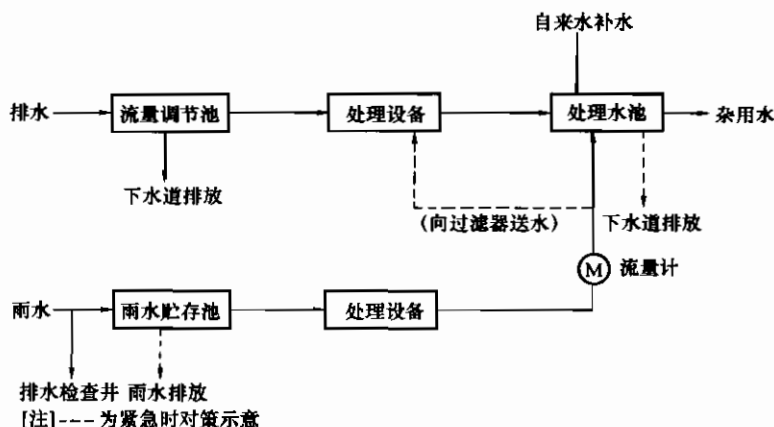 自来水补水
排水
流量调节池
处理设备
处理水池
杂用水
下水道排放
(向过滤器送水)
下水道排放
M
流量计
雨水
雨水贮存池
处理设备
排水检查井
雨水排放
[注]---为紧急时对策示意